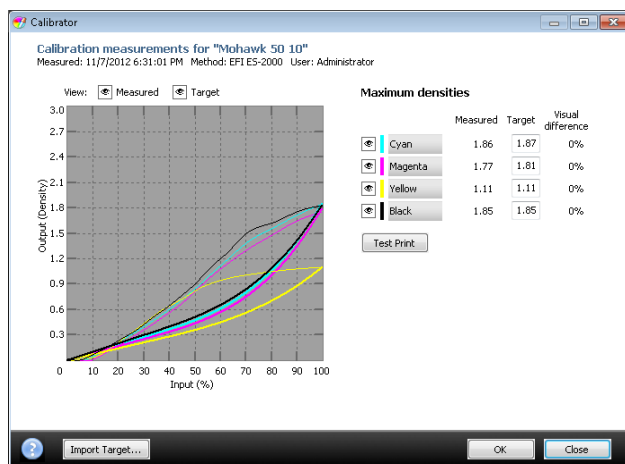 Calibrator
Calibration measurements for "Mohawk 50 10"
Measured: 11/7/2012 6:31:01 PM Method: EFI ES-2000 User: Administrator
View: Measured Target
3.0
2.7
2.4
2.1
1.8
1.5
1.2
0.9
0.6
0.3
Output (Density)
0 10 20 30 40 50 60 70 80 90 100
Input (%)
Maximum densities
Measured Target Visual difference
Cyan 1.86 1.87 0%
Magenta 1.77 1.81 0%
Yellow 1.11 1.11 0%
Black 1.85 1.85 0%
Test Print
? Import Target... OK Close